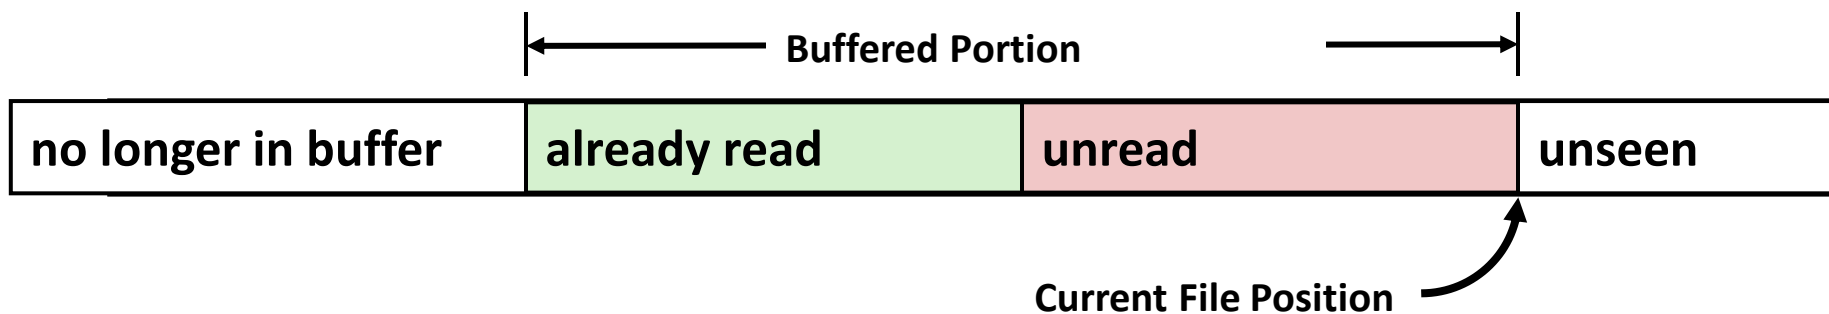 Buffered Portion
no longer in buffer
already read
unread
unseen
Current File Position